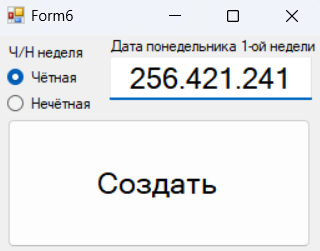 Form6
Ч/Н неделя
Дата понедельника 1-ой недели
Чётная
256.421.241
Нечётная
Создать